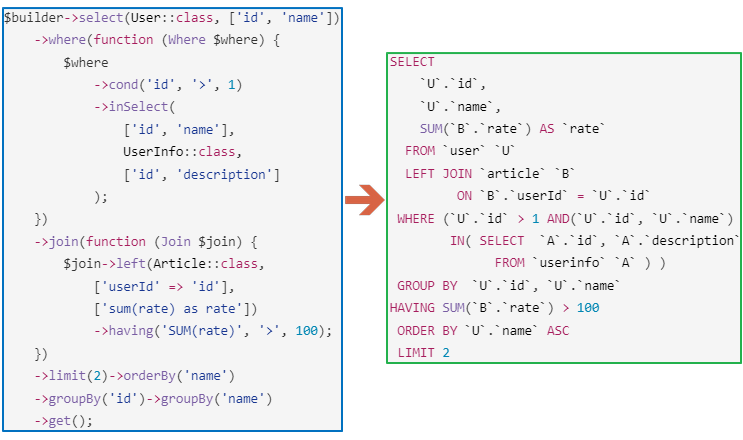 $builder->select(User::class, ['id', 'name'])
    ->where(function (Where $where) {
        $where
            ->cond('id', '>', 1)
            ->inSelect(
                ['id', 'name'],
                UserInfo::class,
                ['id', 'description']
            );
    })
    ->join(function (Join $join) {
        $join->left(Article::class,
            ['userId' => 'id'],
            ['sum(rate) as rate'])
            ->having('SUM(rate)', '>', 100);
    })
    ->limit(2)->orderBy('name')
    ->groupBy('id')->groupBy('name')
    ->get();
SELECT
    `U`.`id`,
    `U`.`name`,
    SUM(`B`.`rate`) AS `rate`
  FROM `user` `U`
  LEFT JOIN `article` `B`
         ON `B`.`userId` = `U`.`id`
 WHERE (`U`.`id` > 1 AND(`U`.`id`, `U`.`name`)
        IN( SELECT  `A`.`id`, `A`.`description`
              FROM `userinfo` `A` ) )
 GROUP BY  `U`.`id`, `U`.`name`
HAVING SUM(`B`.`rate`) > 100
 ORDER BY `U`.`name` ASC
 LIMIT 2